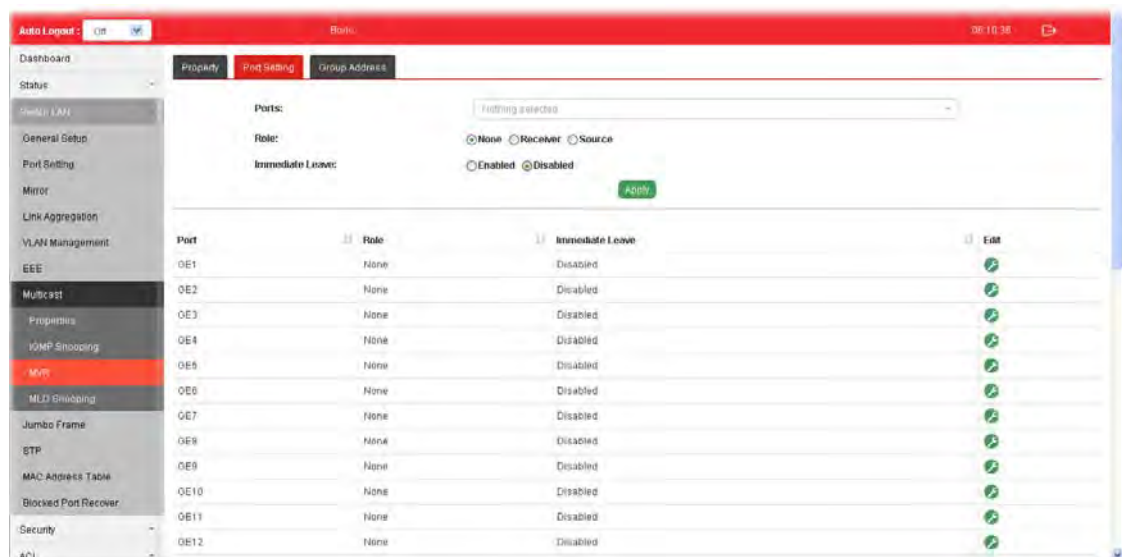 Auto Logout : Off 06:10:36
Dashboard
Status
Switch LAN
General Setup
Port Setting
Mirror
Link Aggregation
VLAN Management
EEE
Multicast
Properties
IGMP Snooping
MVR
MLD Snooping
Jumbo Frame
STP
MAC Address Table
Blocked Port Recover
Security
ACL
Property Port Setting Group Address
Ports: Nothing selected
Role: None Receiver Source
Immediate Leave: Enabled Disabled
Apply
Port Role Immediate Leave Edit
GE1 None Disabled
GE2 None Disabled
GE3 None Disabled
GE4 None Disabled
GE5 None Disabled
GE6 None Disabled
GE7 None Disabled
GE8 None Disabled
GE9 None Disabled
GE10 None Disabled
GE11 None Disabled
GE12 None Disabled